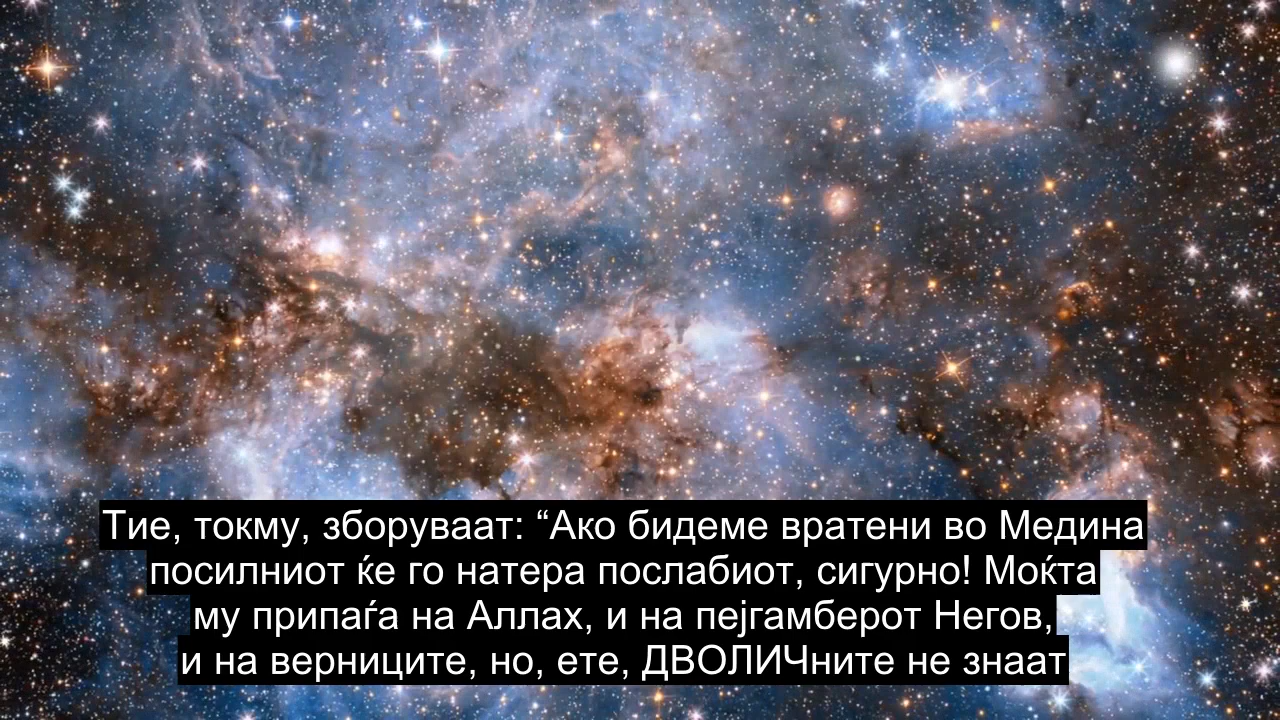 Тие, токму, зборуваат: “Ако бидеме вратени во Медина
посилниот ќе го натера послабиот, сигурно! Моќта
му припаѓа на Аллах, и на пејгамберот Негов,
и на верниците, но, ете, ДВОЛИЧните не знаат